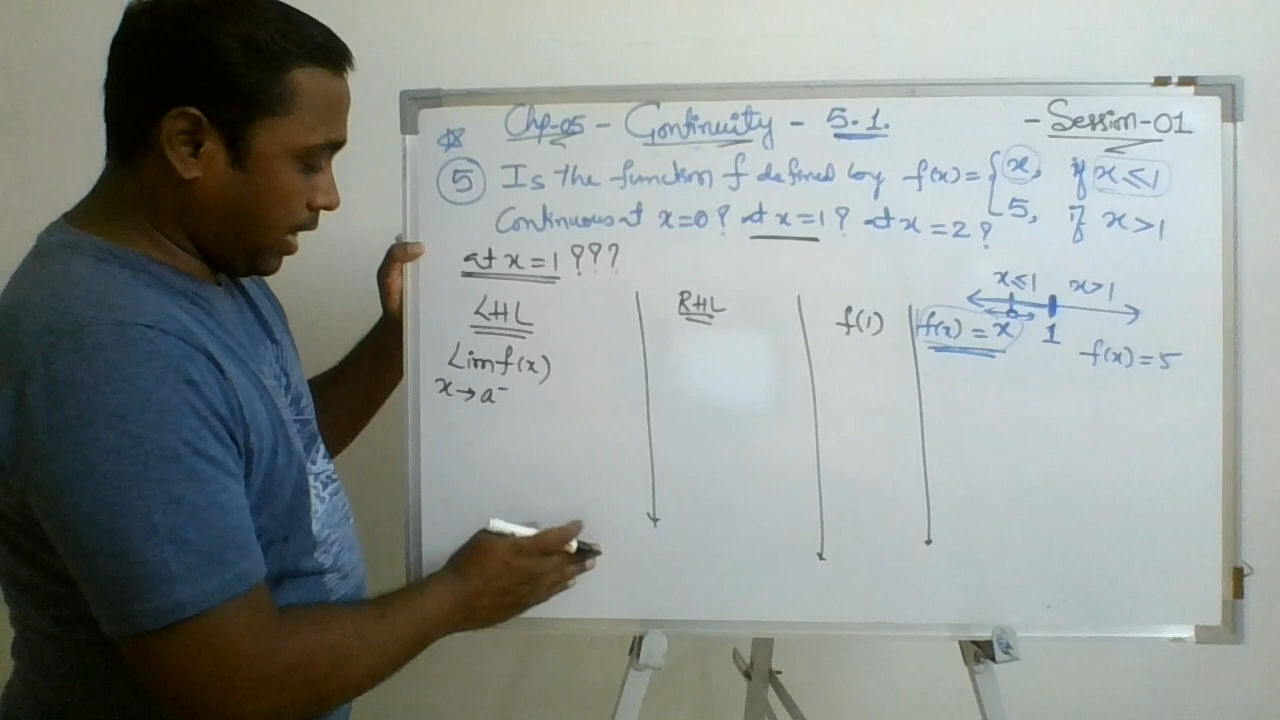 Chp-05 - Continuity - 5.1. - Session-01
5 Is the function f defined by f(x) = { x, if x ≤ 1
5, if x > 1
Continuous at x=0? at x=1? at x=2?
at x=1 ???
LHL
RHL
f(1)
Lim f(x)
x→a⁻
x≤1 x>1
f(x) = x 1
f(x) = 5